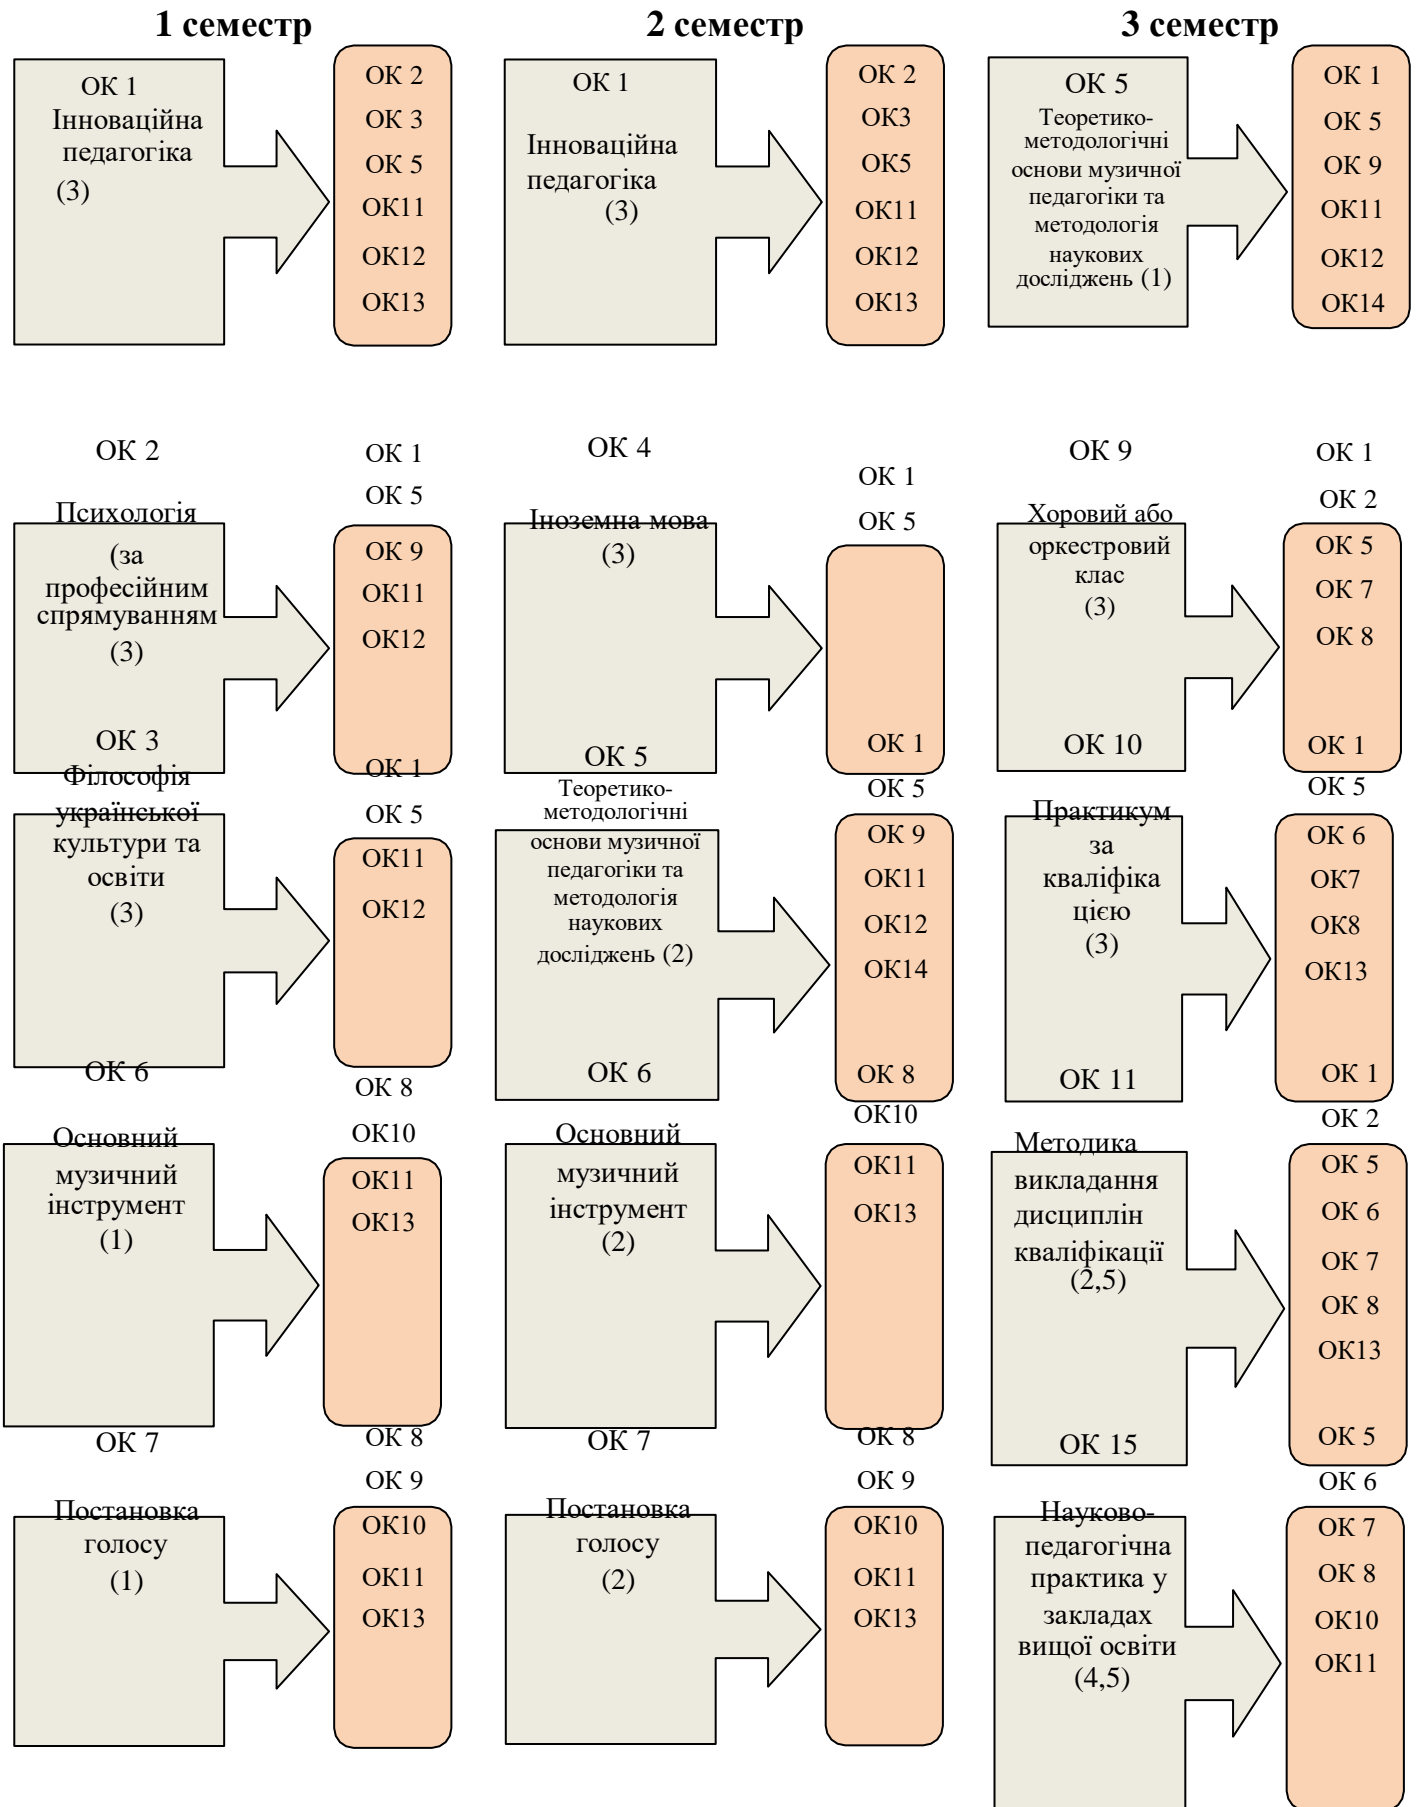 1 семестр
2 семестр
3 семестр
ОК 1
Інноваційна
педагогіка
(3)
ОК 2
ОК 3
ОК 5
ОК11
ОК12
ОК13
ОК 1
Інноваційна
педагогіка
(3)
ОК 2
ОК3
ОК5
ОК11
ОК12
ОК13
ОК 5
Теоретико-
методологічні
основи музичної
педагогіки та
методологія
наукових
досліджень (1)
ОК 1
ОК 5
ОК 9
ОК11
ОК12
ОК14
ОК 2
Психологія
(за
професійним
спрямуванням
(3)
ОК 1
ОК 5
ОК 9
ОК11
ОК12
ОК 4
Іноземна мова
(3)
ОК 1
ОК 5
ОК 9
Хоровий або
оркестровий
клас
(3)
ОК 1
ОК 2
ОК 5
ОК 7
ОК 8
ОК 3
Філософія
української
культури та
освіти
(3)
ОК 1
ОК 5
ОК11
ОК12
ОК 5
Теоретико-
методологічні
основи музичної
педагогіки та
методологія
наукових
досліджень (2)
ОК 1
ОК 5
ОК 9
ОК11
ОК12
ОК14
ОК 10
Практикум
за
кваліфіка
цією
(3)
ОК 1
ОК 5
ОК 6
ОК7
ОК8
ОК13
ОК 6
Основний
музичний
інструмент
(1)
ОК 8
ОК10
ОК11
ОК13
ОК 6
Основний
музичний
інструмент
(2)
ОК 8
ОК10
ОК11
ОК13
ОК 11
Методика
викладання
дисциплін
кваліфікації
(2,5)
ОК 1
ОК 2
ОК 5
ОК 6
ОК 7
ОК 8
ОК13
ОК 7
Постановка
голосу
(1)
ОК 8
ОК 9
ОК10
ОК11
ОК13
ОК 7
Постановка
голосу
(2)
ОК 8
ОК 9
ОК10
ОК11
ОК13
ОК 15
Науково-
педагогічна
практика у
закладах
вищої освіти
(4,5)
ОК 5
ОК 6
ОК 7
ОК 8
ОК10
ОК11